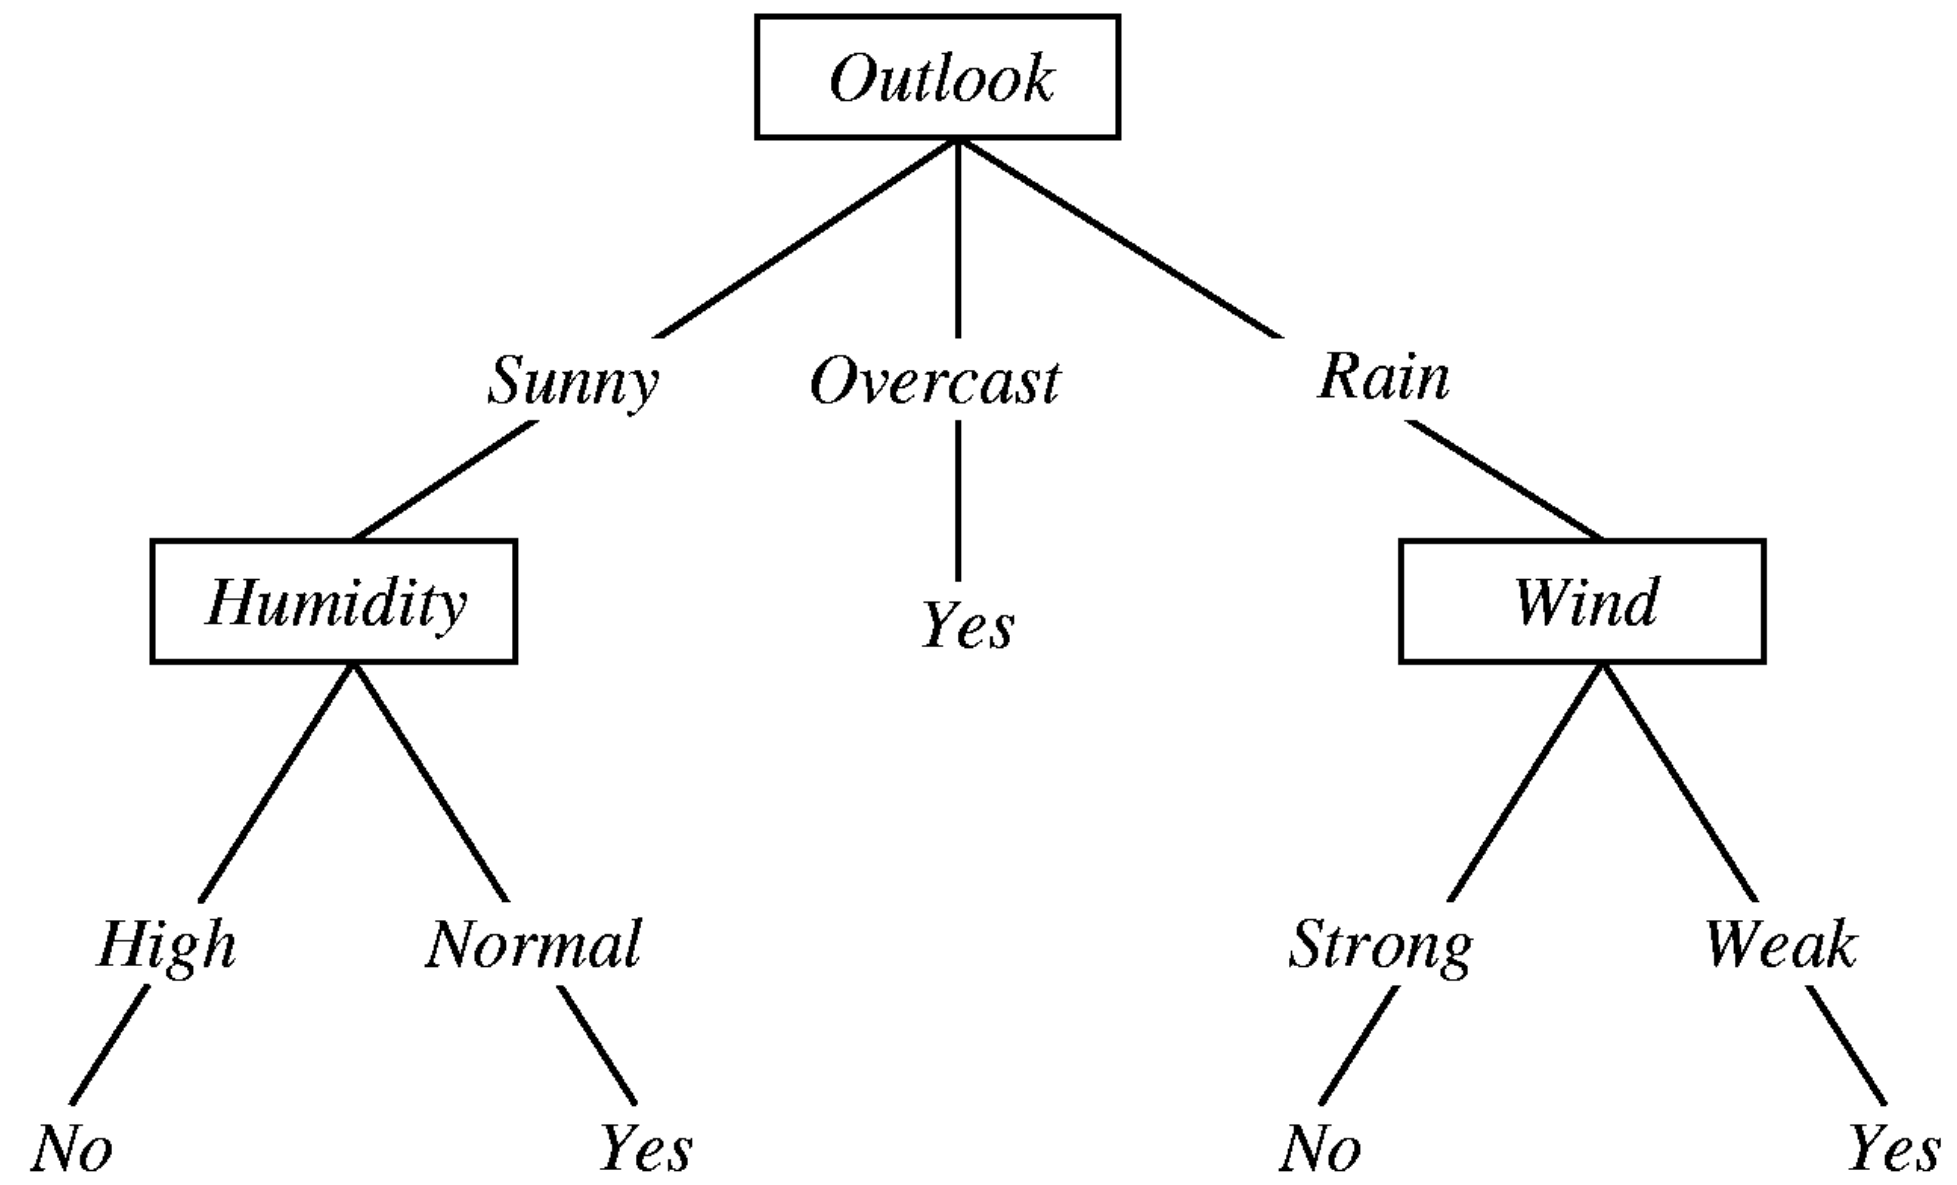 Outlook
Sunny Overcast Rain
Humidity Yes Wind
High Normal Strong Weak
No Yes No Yes